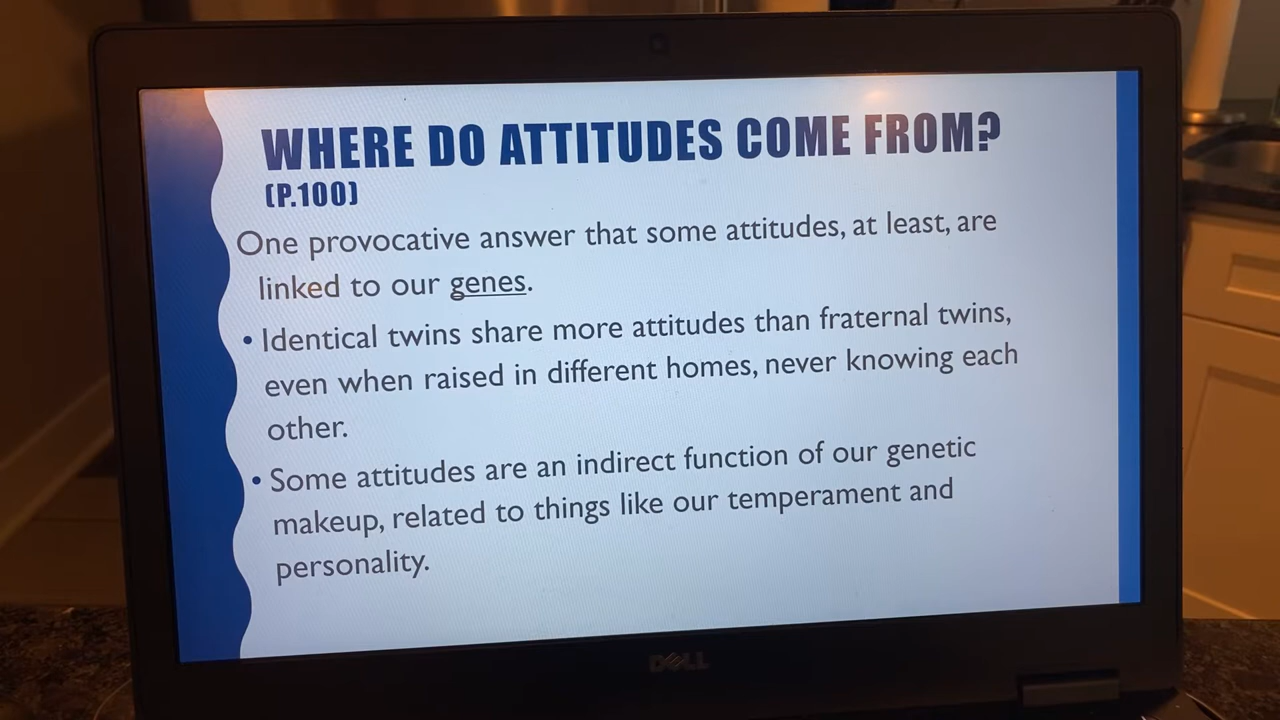 WHERE DO ATTITUDES COME FROM?
(P.100)
One provocative answer that some attitudes, at least, are
linked to our genes.
• Identical twins share more attitudes than fraternal twins,
even when raised in different homes, never knowing each
other.
• Some attitudes are an indirect function of our genetic
makeup, related to things like our temperament and
personality.
DELL